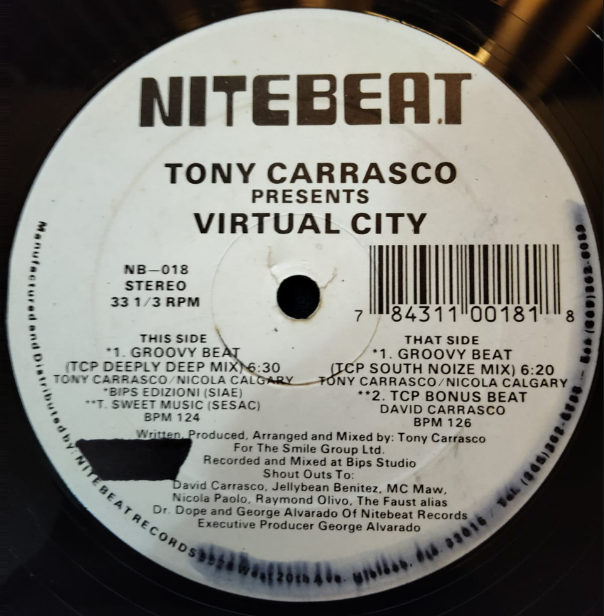 NITEBEAT
TONY CARRASCO
PRESENTS
VIRTUAL CITY
NB-018
STEREO
33 1/3 RPM
7 84311 00181 8
THIS SIDE
*1. GROOVY BEAT
(TCP DEEPLY DEEP MIX) 6:30
TONY CARRASCO/NICOLA CALGARY
*BIPS EDIZIONI (SIAE)
**T. SWEET MUSIC (SESAC)
BPM 124
THAT SIDE
*1. GROOVY BEAT
(TCP SOUTH NOIZE MIX) 6:20
TONY CARRASCO/NICOLA CALGARY
**2. TCP BONUS BEAT
DAVID CARRASCO
BPM 126
Written, Produced, Arranged and Mixed by: Tony Carrasco
For The Smile Group Ltd.
Recorded and Mixed at Bips Studio
Shout Outs To:
David Carrasco, Jellybean Benitez, MC Maw,
Nicola Paolo, Raymond Olivo, The Faust alias
Dr. Dope and George Alvarado Of Nitebeat Records
Executive Producer George Alvarado
Manufactured and Distributed by: NITEBEAT RECORDS